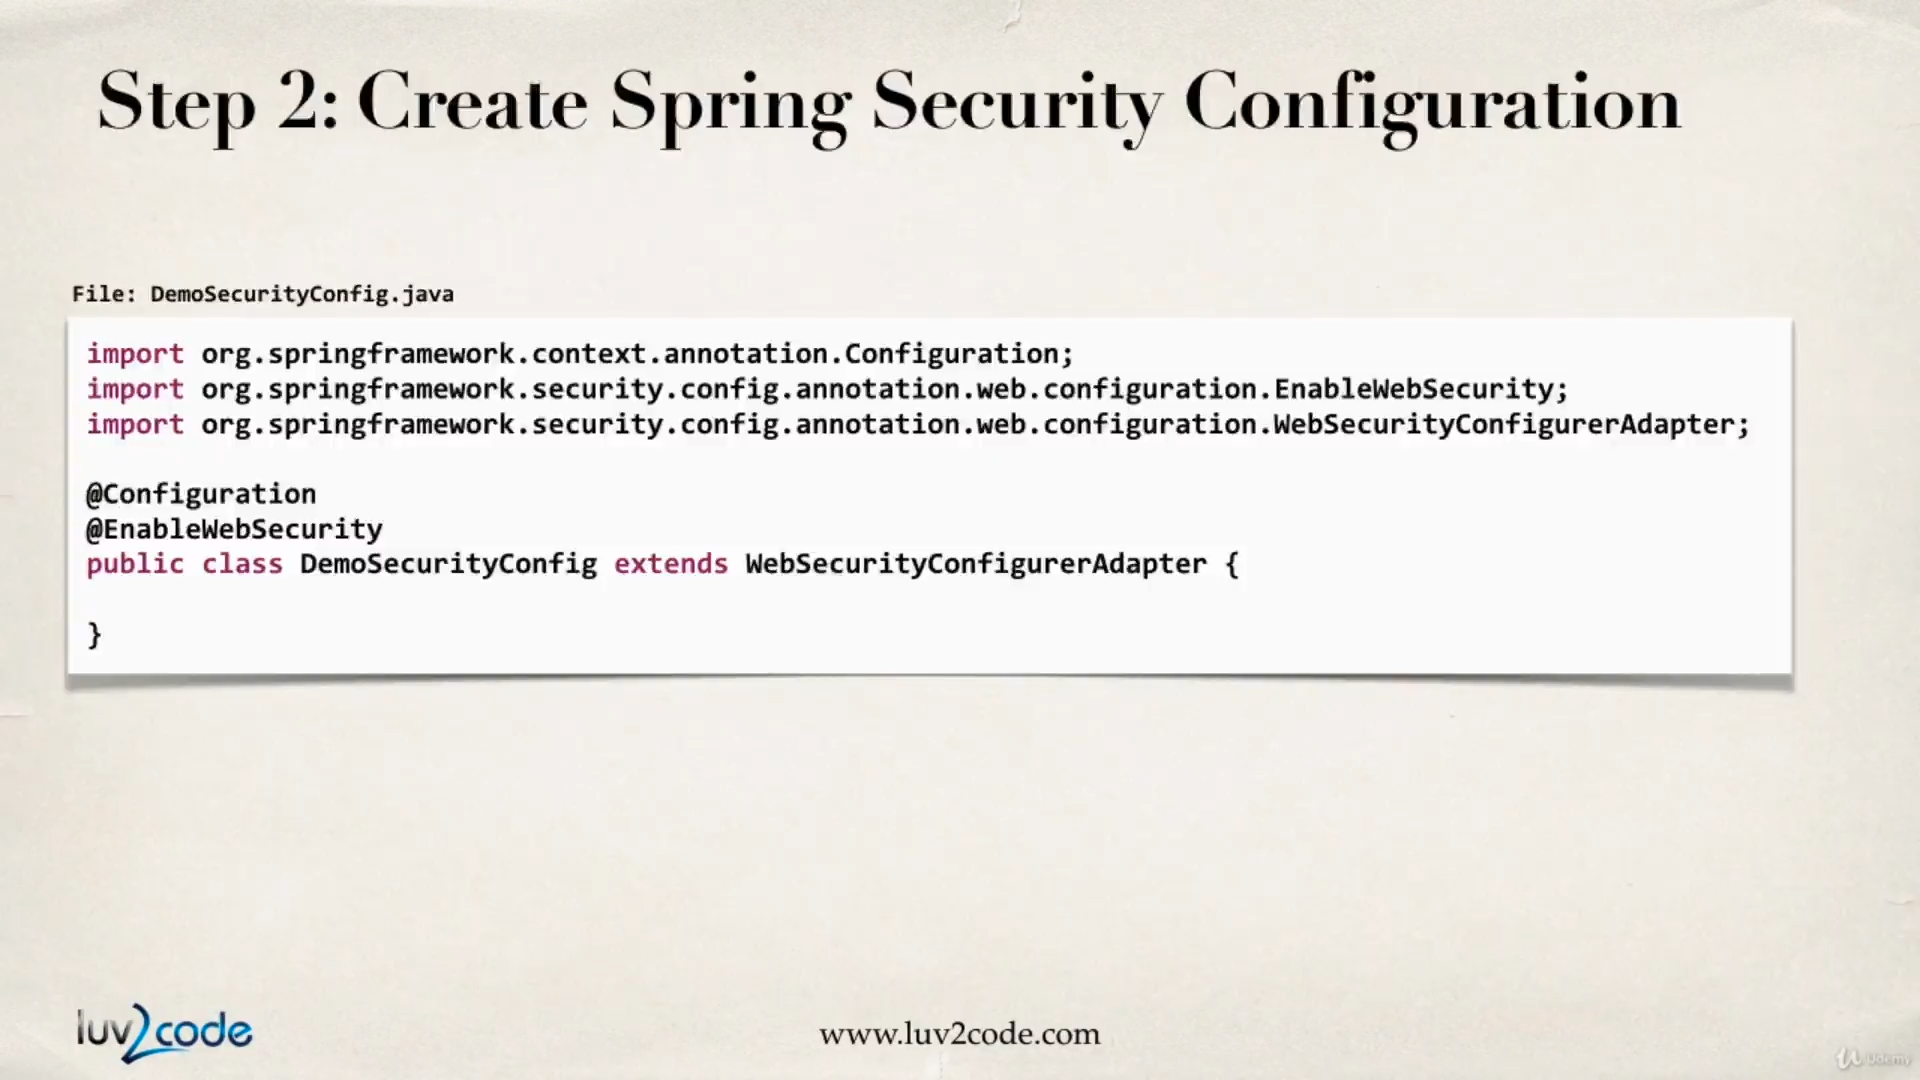 Step 2: Create Spring Security Configuration
File: DemoSecurityConfig.java
import org.springframework.context.annotation.Configuration;
import org.springframework.security.config.annotation.web.configuration.EnableWebSecurity;
import org.springframework.security.config.annotation.web.configuration.WebSecurityConfigurerAdapter;
@Configuration
@EnableWebSecurity
public class DemoSecurityConfig extends WebSecurityConfigurerAdapter {
}
luv2code
www.luv2code.com
Udemy